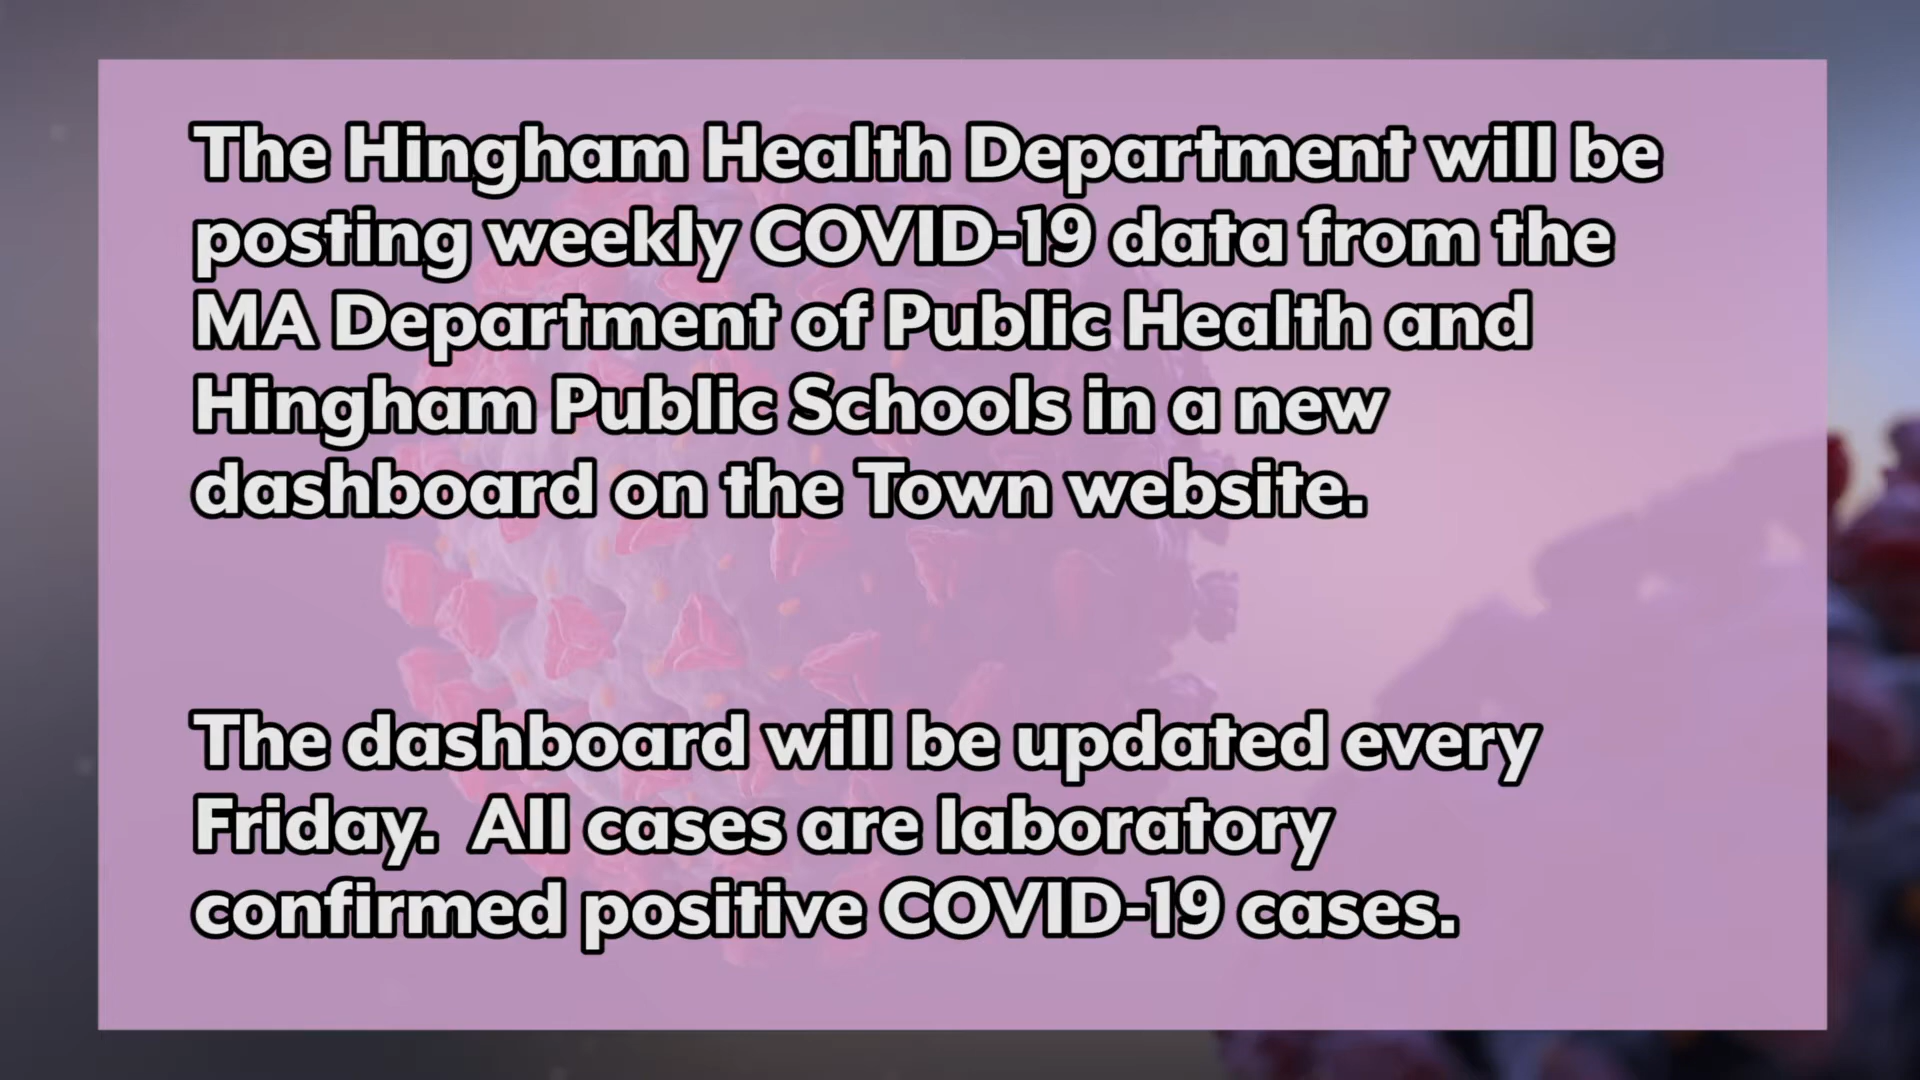 The Hingham Health Department will be
posting weekly COVID-19 data from the
MA Department of Public Health and
Hingham Public Schools in a new
dashboard on the Town website.
The dashboard will be updated every
Friday.  All cases are laboratory
confirmed positive COVID-19 cases.